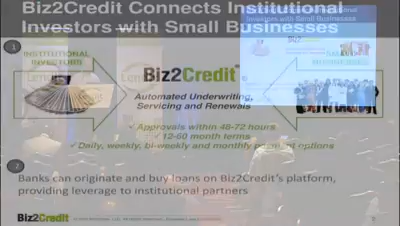 Biz2Credit Connects Institutional
Investors with Small Businesses
1
INSTITUTIONAL
INVESTORS
Biz2Credit
Automated Underwriting,
Servicing and Renewals
✓ Approvals within 48-72 hours
✓ 12-60 month terms
✓ Daily, weekly, bi-weekly and monthly payment options
2
Banks can originate and buy loans on Biz2Credit's platform,
providing leverage to institutional partners
Biz2Credit